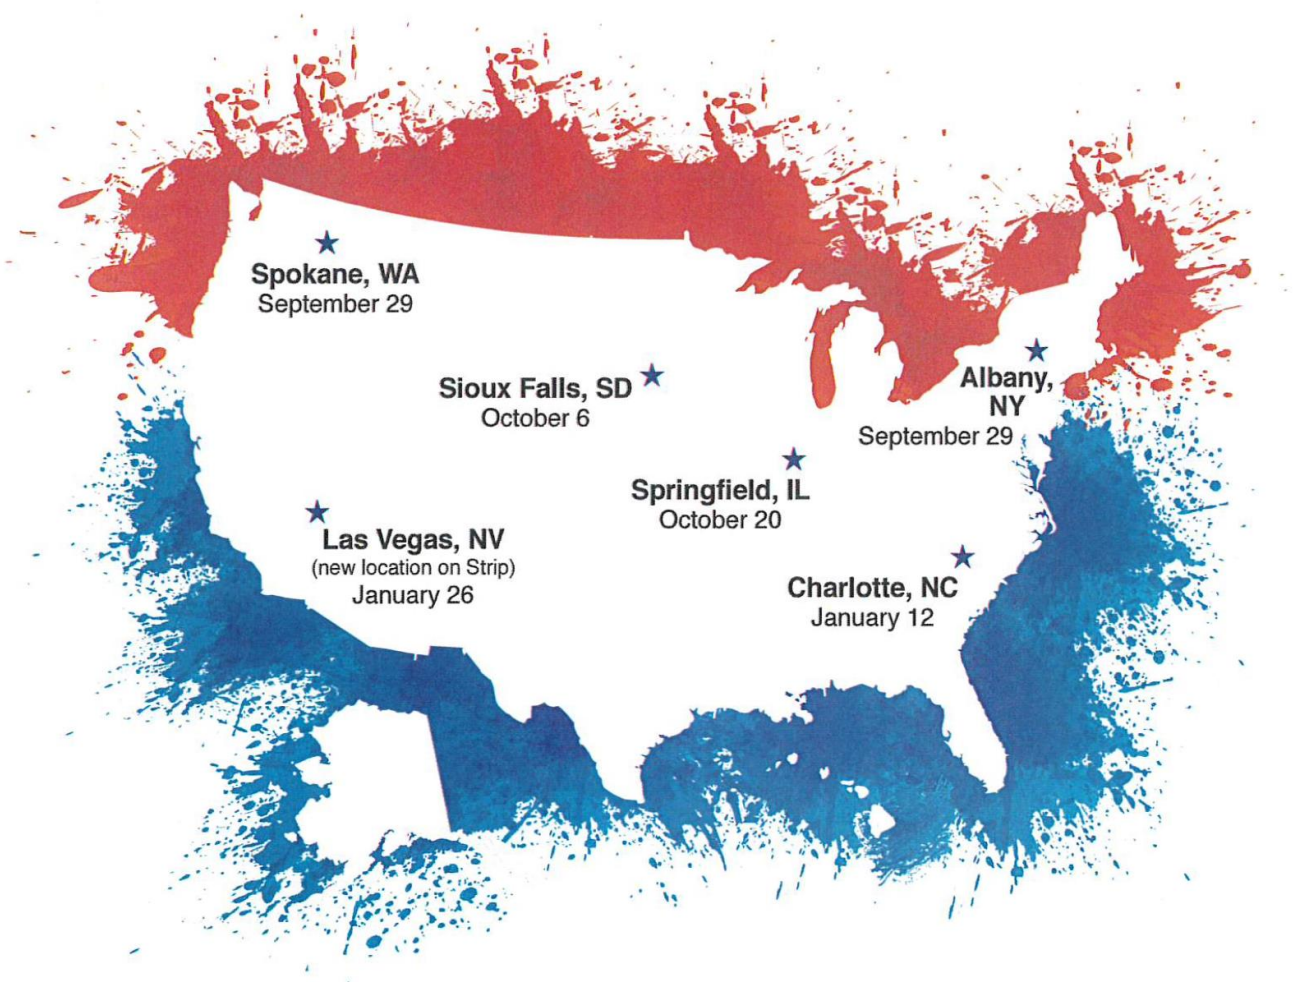 Spokane, WA
September 29
Sioux Falls, SD
October 6
Albany,
NY
September 29
Springfield, IL
October 20
Las Vegas, NV
(new location on Strip)
January 26
Charlotte, NC
January 12